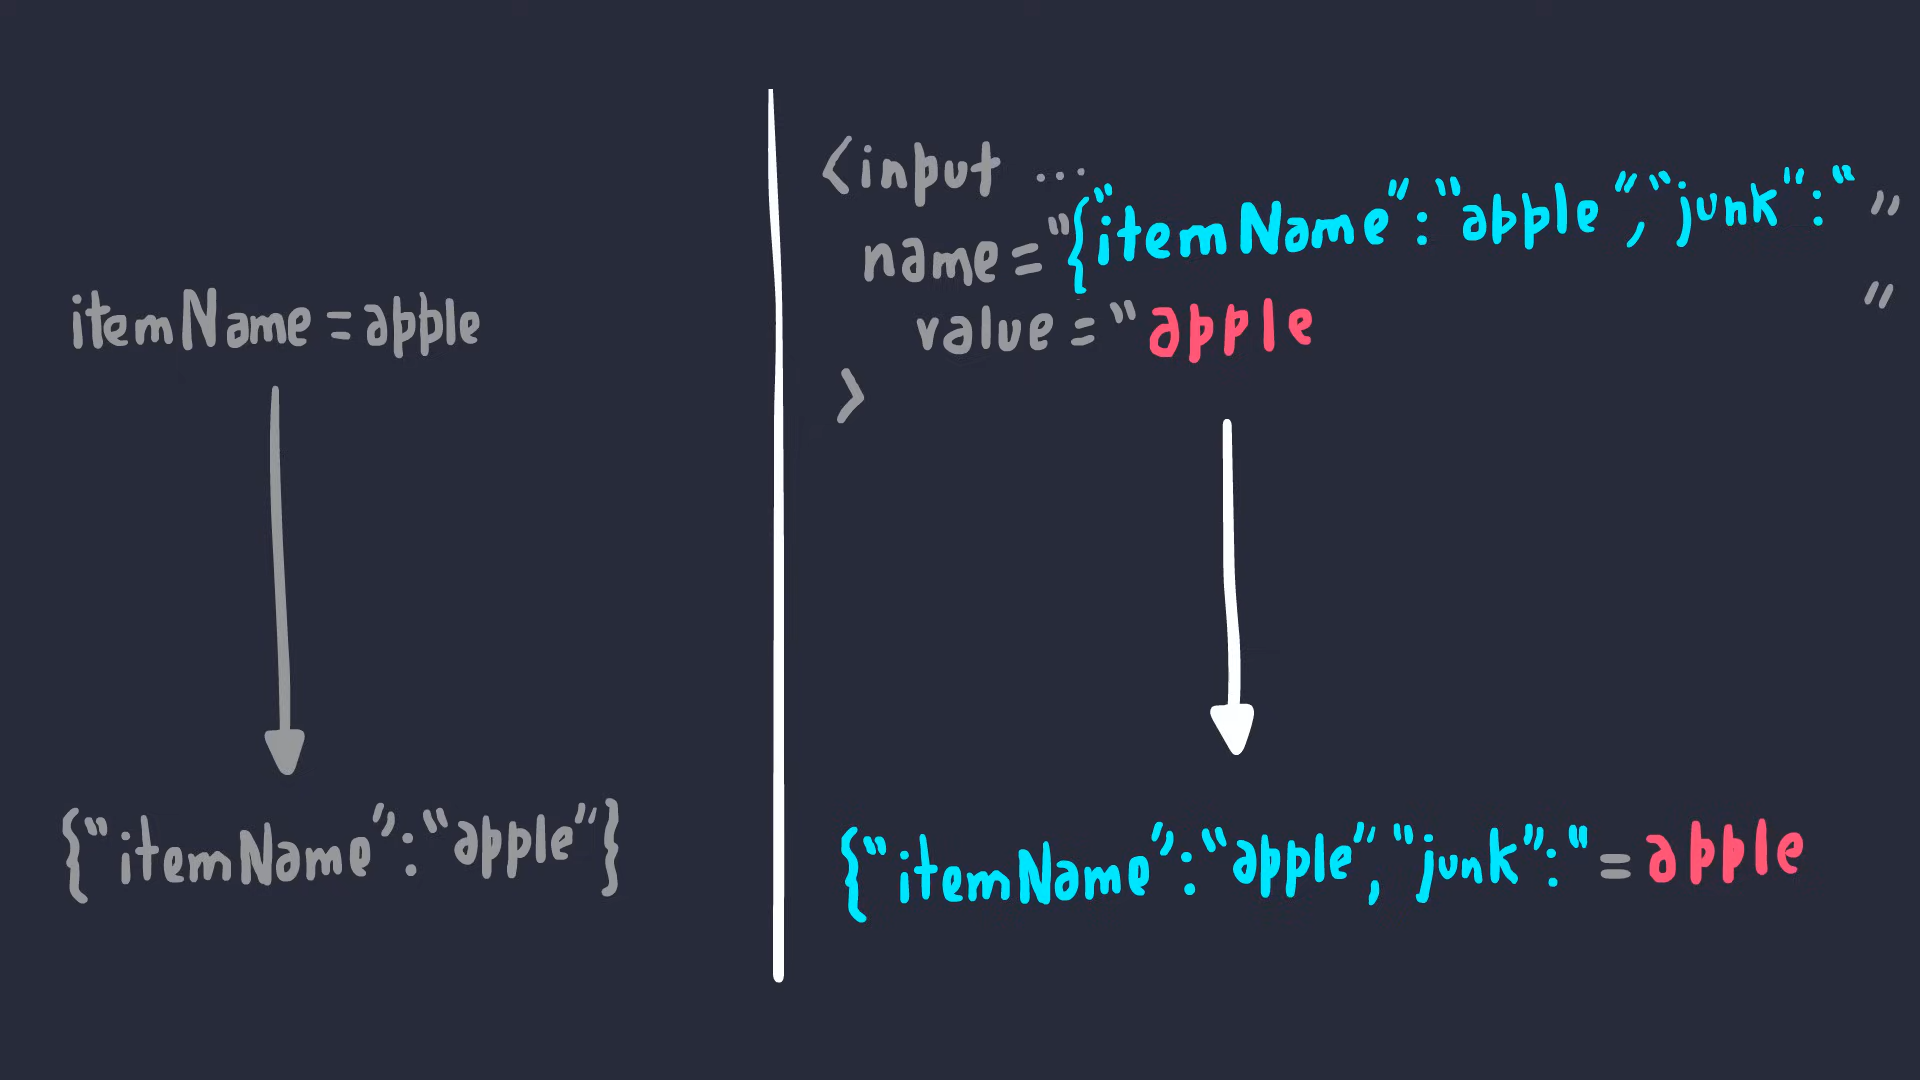 itemName = apple
{"itemName":"apple"}
<input ...
name="{"itemName":"apple","junk":""
value="apple"
>
{"itemName":"apple","junk":"=apple